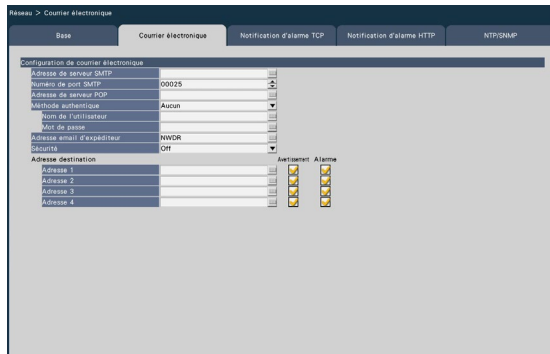 Réseau > Courrier électronique
Base Courrier électronique Notification d'alarme TCP Notification d'alarme HTTP NTP/SNMP
Configuration de courrier électronique
Adresse de serveur SMTP
Numéro de port SMTP 00025
Adresse de serveur POP
Méthode authentique Aucun
Nom de l'utilisateur
Mot de passe
Adresse email d'expéditeur NWDR
Sécurité Off
Adresse destination Avertissement Alarme
Adresse 1
Adresse 2
Adresse 3
Adresse 4